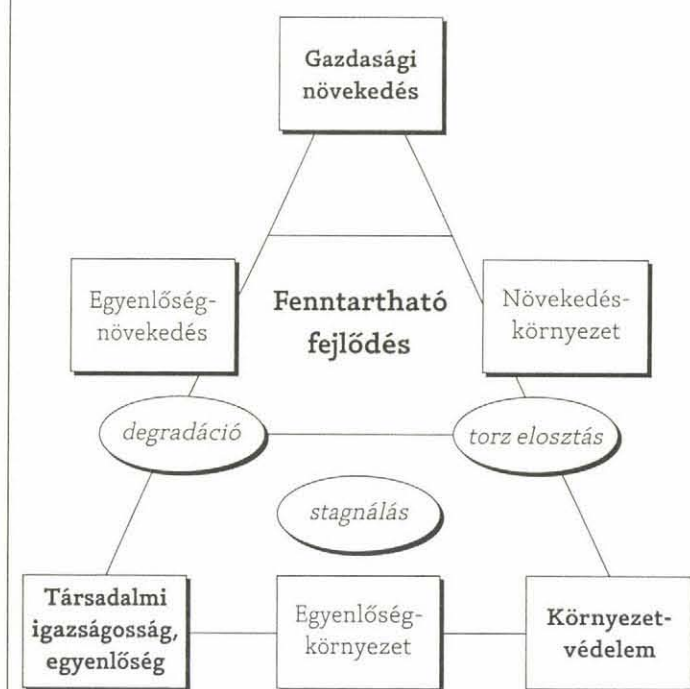 Gazdasági
növekedés
Egyenlőség-
növekedés
Fenntartható
fejlődés
Növekedés-
környezet
degradáció
torz elosztás
stagnálás
Társadalmi
igazságosság,
egyenlőség
Egyenlőség-
környezet
Környezet-
védelem